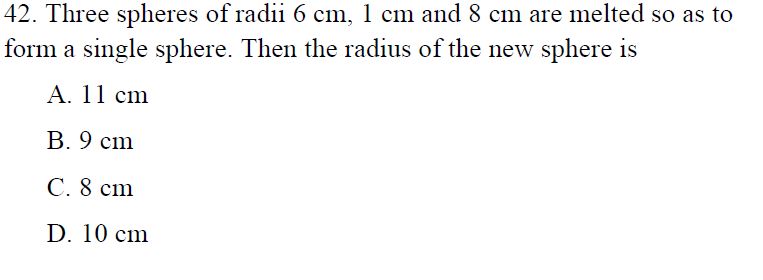 42. Three spheres of radii 6 cm, 1 cm and 8 cm are melted so as to
form a single sphere. Then the radius of the new sphere is
A. 11 cm
B. 9 cm
C. 8 cm
D. 10 cm